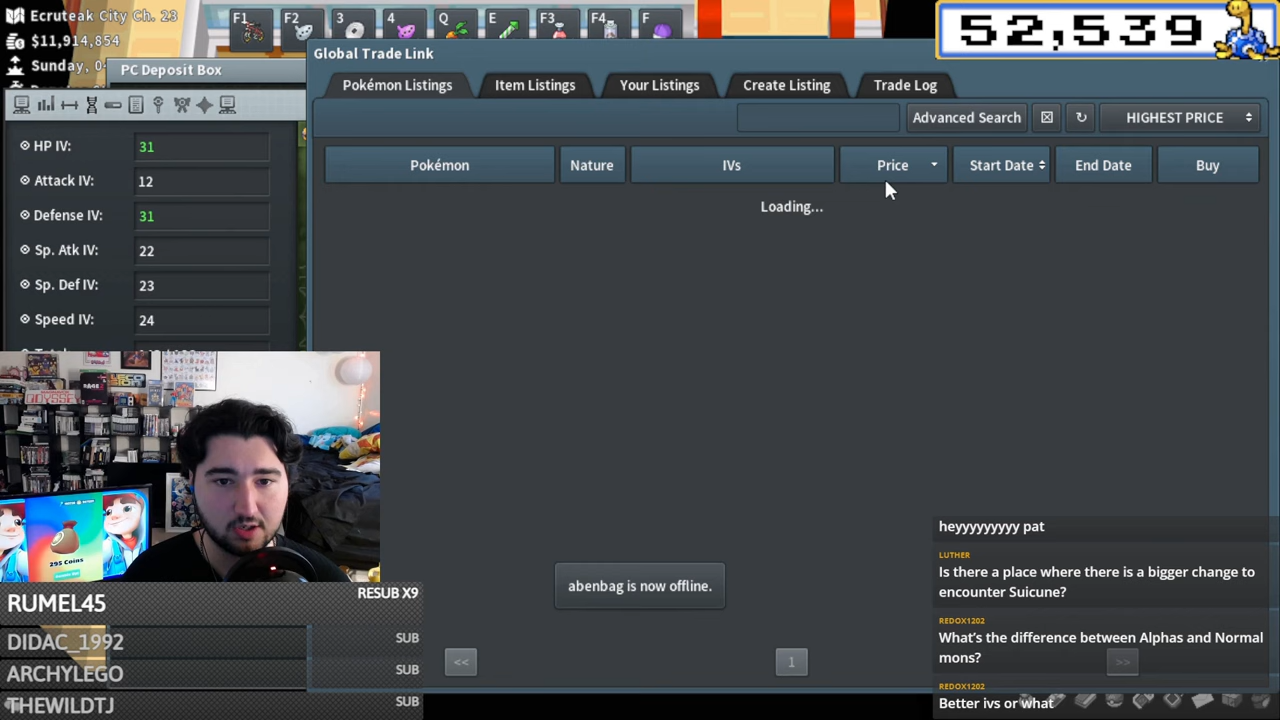 Ecruteak City Ch. 23
$11,914,854
Sunday, 0
PC Deposit Box
F1
F2
3
4
Q
E
F3
F4
F
52,539
Global Trade Link
Pokémon Listings
Item Listings
Your Listings
Create Listing
Trade Log
Advanced Search
HIGHEST PRICE
Pokémon
Nature
IVs
Price
Start Date
End Date
Buy
Loading...
HP IV: 31
Attack IV: 12
Defense IV: 31
Sp. Atk IV: 22
Sp. Def IV: 23
Speed IV: 24
295 Coins
abenbag is now offline.
<<
1
>>
heyyyyyyyyy pat
LUTHER
Is there a place where there is a bigger change to
encounter Suicune?
REDOX1202
What's the difference between Alphas and Normal
mons?
REDOX1202
Better ivs or what
RUMEL45
RESUB X9
DIDAC_1992
SUB
ARCHYLEGO
SUB
THEWILDTJ
SUB